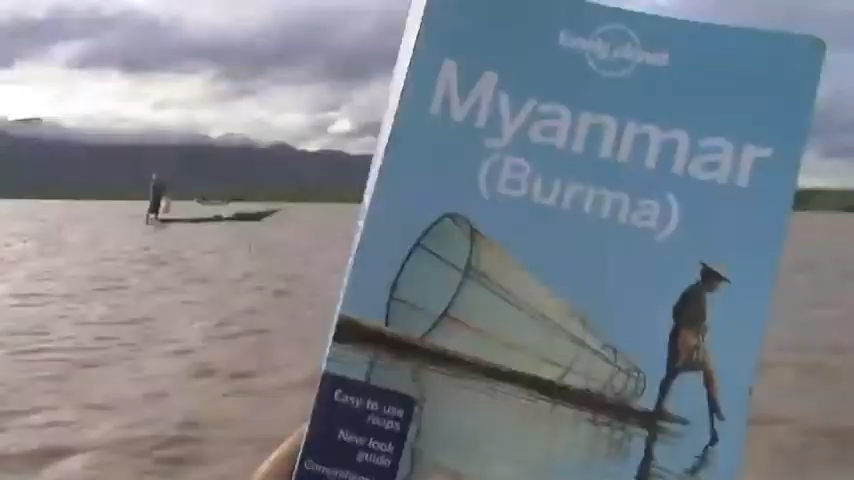 lonely planet
Myanmar
(Burma)
Easy to use
maps
New look
guide